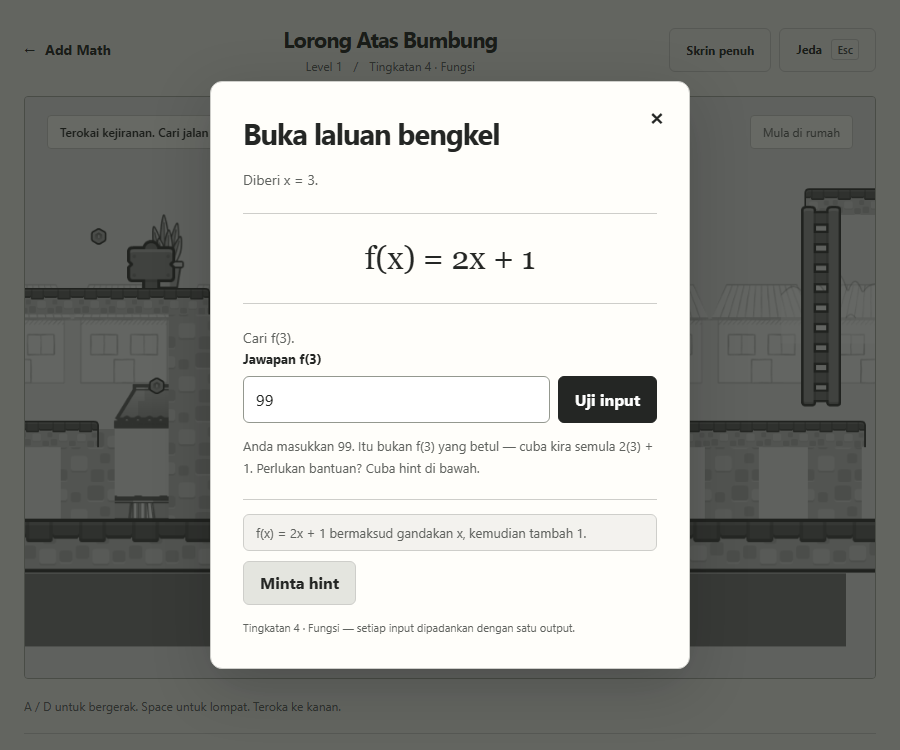 ← Add Math
Lorong Atas Bumbung
Level 1 / Tingkatan 4 · Fungsi
Skrin penuh
Jeda Esc
Terokai kejiranan. Cari jalan
Mula di rumah
Buka laluan bengkel
×
Diberi x = 3.
f(x) = 2x + 1
Cari f(3).
Jawapan f(3)
99
Uji input
Anda masukkan 99. Itu bukan f(3) yang betul — cuba kira semula 2(3) +
1. Perlukan bantuan? Cuba hint di bawah.
f(x) = 2x + 1 bermaksud gandakan x, kemudian tambah 1.
Minta hint
Tingkatan 4 · Fungsi — setiap input dipadankan dengan satu output.
A / D untuk bergerak. Space untuk lompat. Teroka ke kanan.